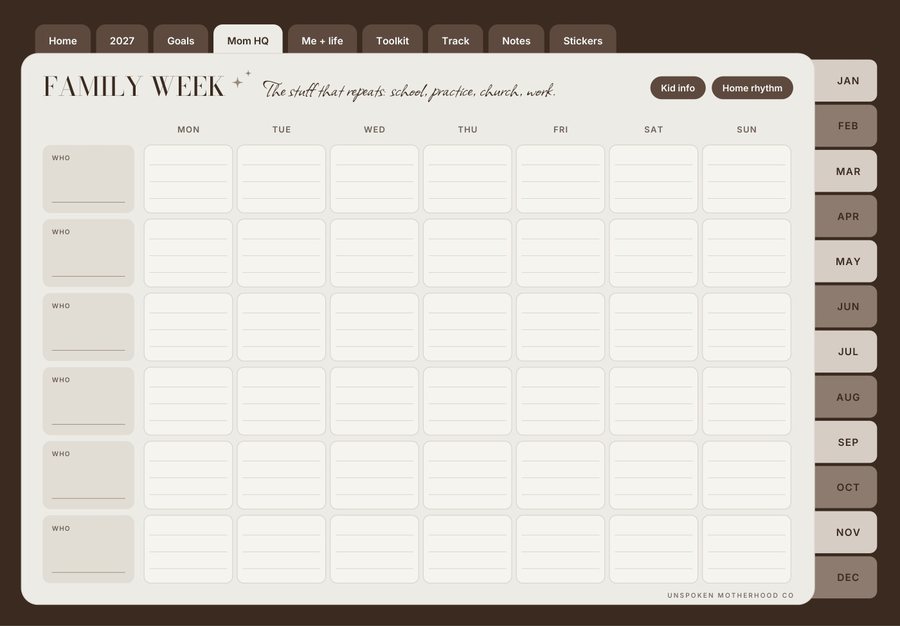 Home 2027 Goals Mom HQ Me + life Toolkit Track Notes Stickers
FAMILY WEEK The stuff that repeats: school, practice, church, work. Kid info Home rhythm
MON TUE WED THU FRI SAT SUN
WHO
WHO
WHO
WHO
WHO
WHO
UNSPOKEN MOTHERHOOD CO
JAN
FEB
MAR
APR
MAY
JUN
JUL
AUG
SEP
OCT
NOV
DEC